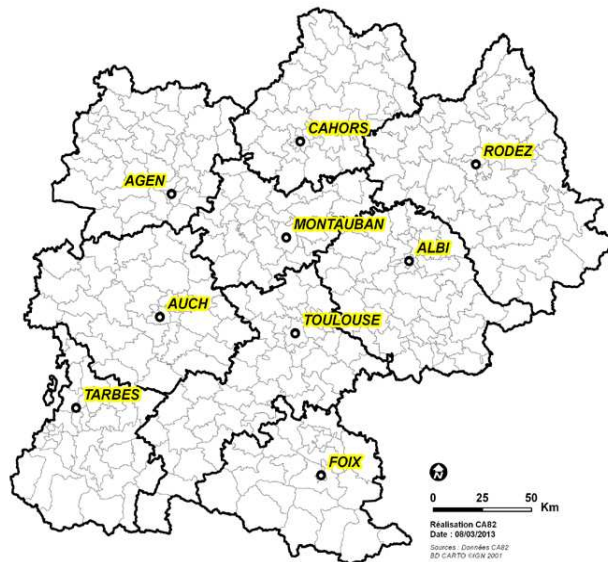 CAHORS
RODEZ
AGEN
MONTAUBAN
ALBI
AUCH
TOULOUSE
TARBES
FOIX
0 25 50
Km
Réalisation CA82
Date : 08/03/2013
Sources : Données CA82
BD CARTO ©IGN 2001